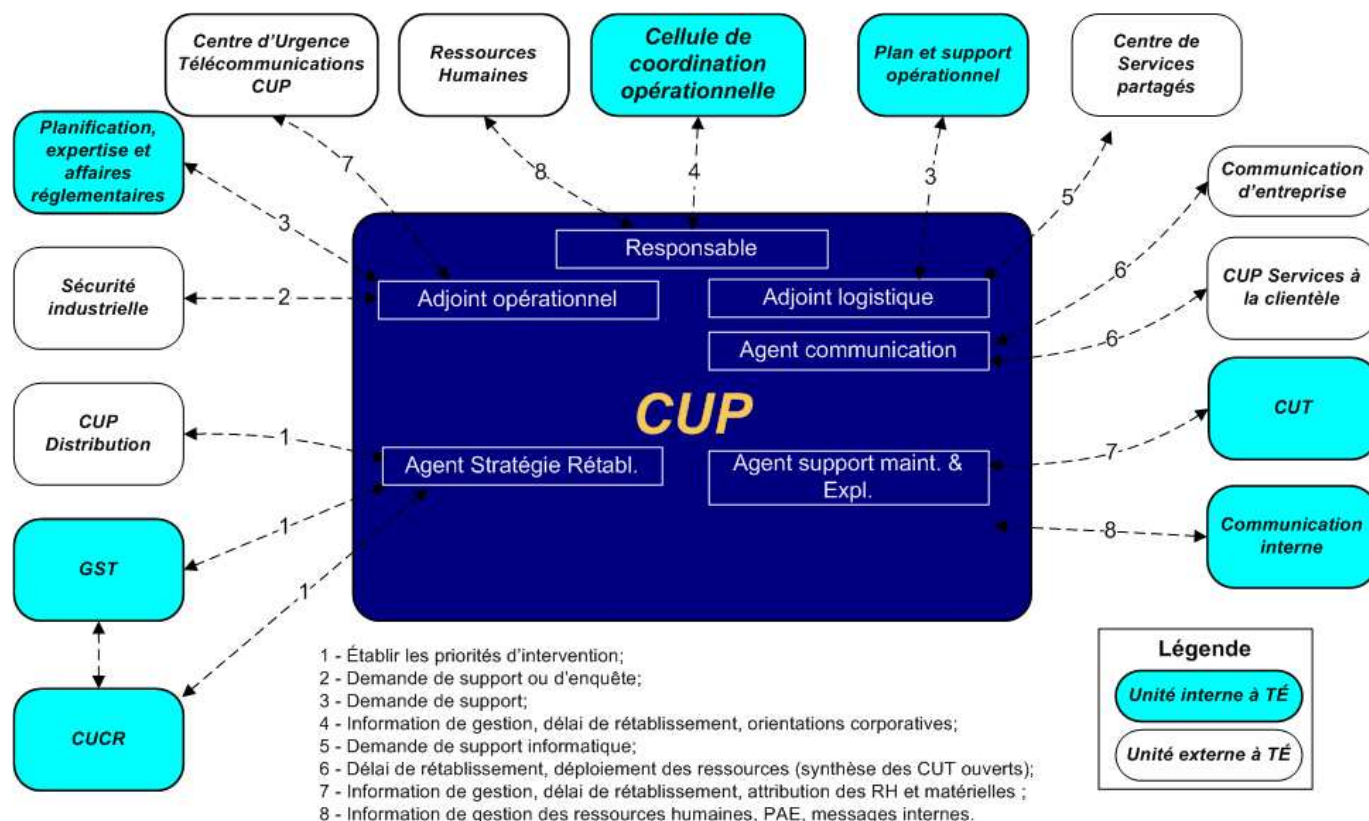 Centre d'Urgence
Télécommunications
CUP
Ressources
Humaines
Cellule de
coordination
opérationnelle
Plan et support
opérationnel
Centre de
Services
partagés
Planification,
expertise et
affaires
réglementaires
Communication
d'entreprise
7
8
4
3
5
3
6
Responsable
Sécurité
industrielle
2
Adjoint opérationnel
Adjoint logistique
CUP Services à
la clientèle
6
Agent communication
CUP
Distribution
1
CUP
CUT
7
Agent Stratégie Rétabl.
Agent support maint. &
Expl.
GST
1
8
Communication
interne
1
CUCR
1 - Établir les priorités d'intervention;
2 - Demande de support ou d'enquête;
3 - Demande de support;
4 - Information de gestion, délai de rétablissement, orientations corporatives;
5 - Demande de support informatique;
6 - Délai de rétablissement, déploiement des ressources (synthèse des CUT ouverts);
7 - Information de gestion, délai de rétablissement, attribution des RH et matérielles ;
8 - Information de gestion des ressources humaines, PAE, messages internes.
Légende
Unité interne à TÉ
Unité externe à TÉ